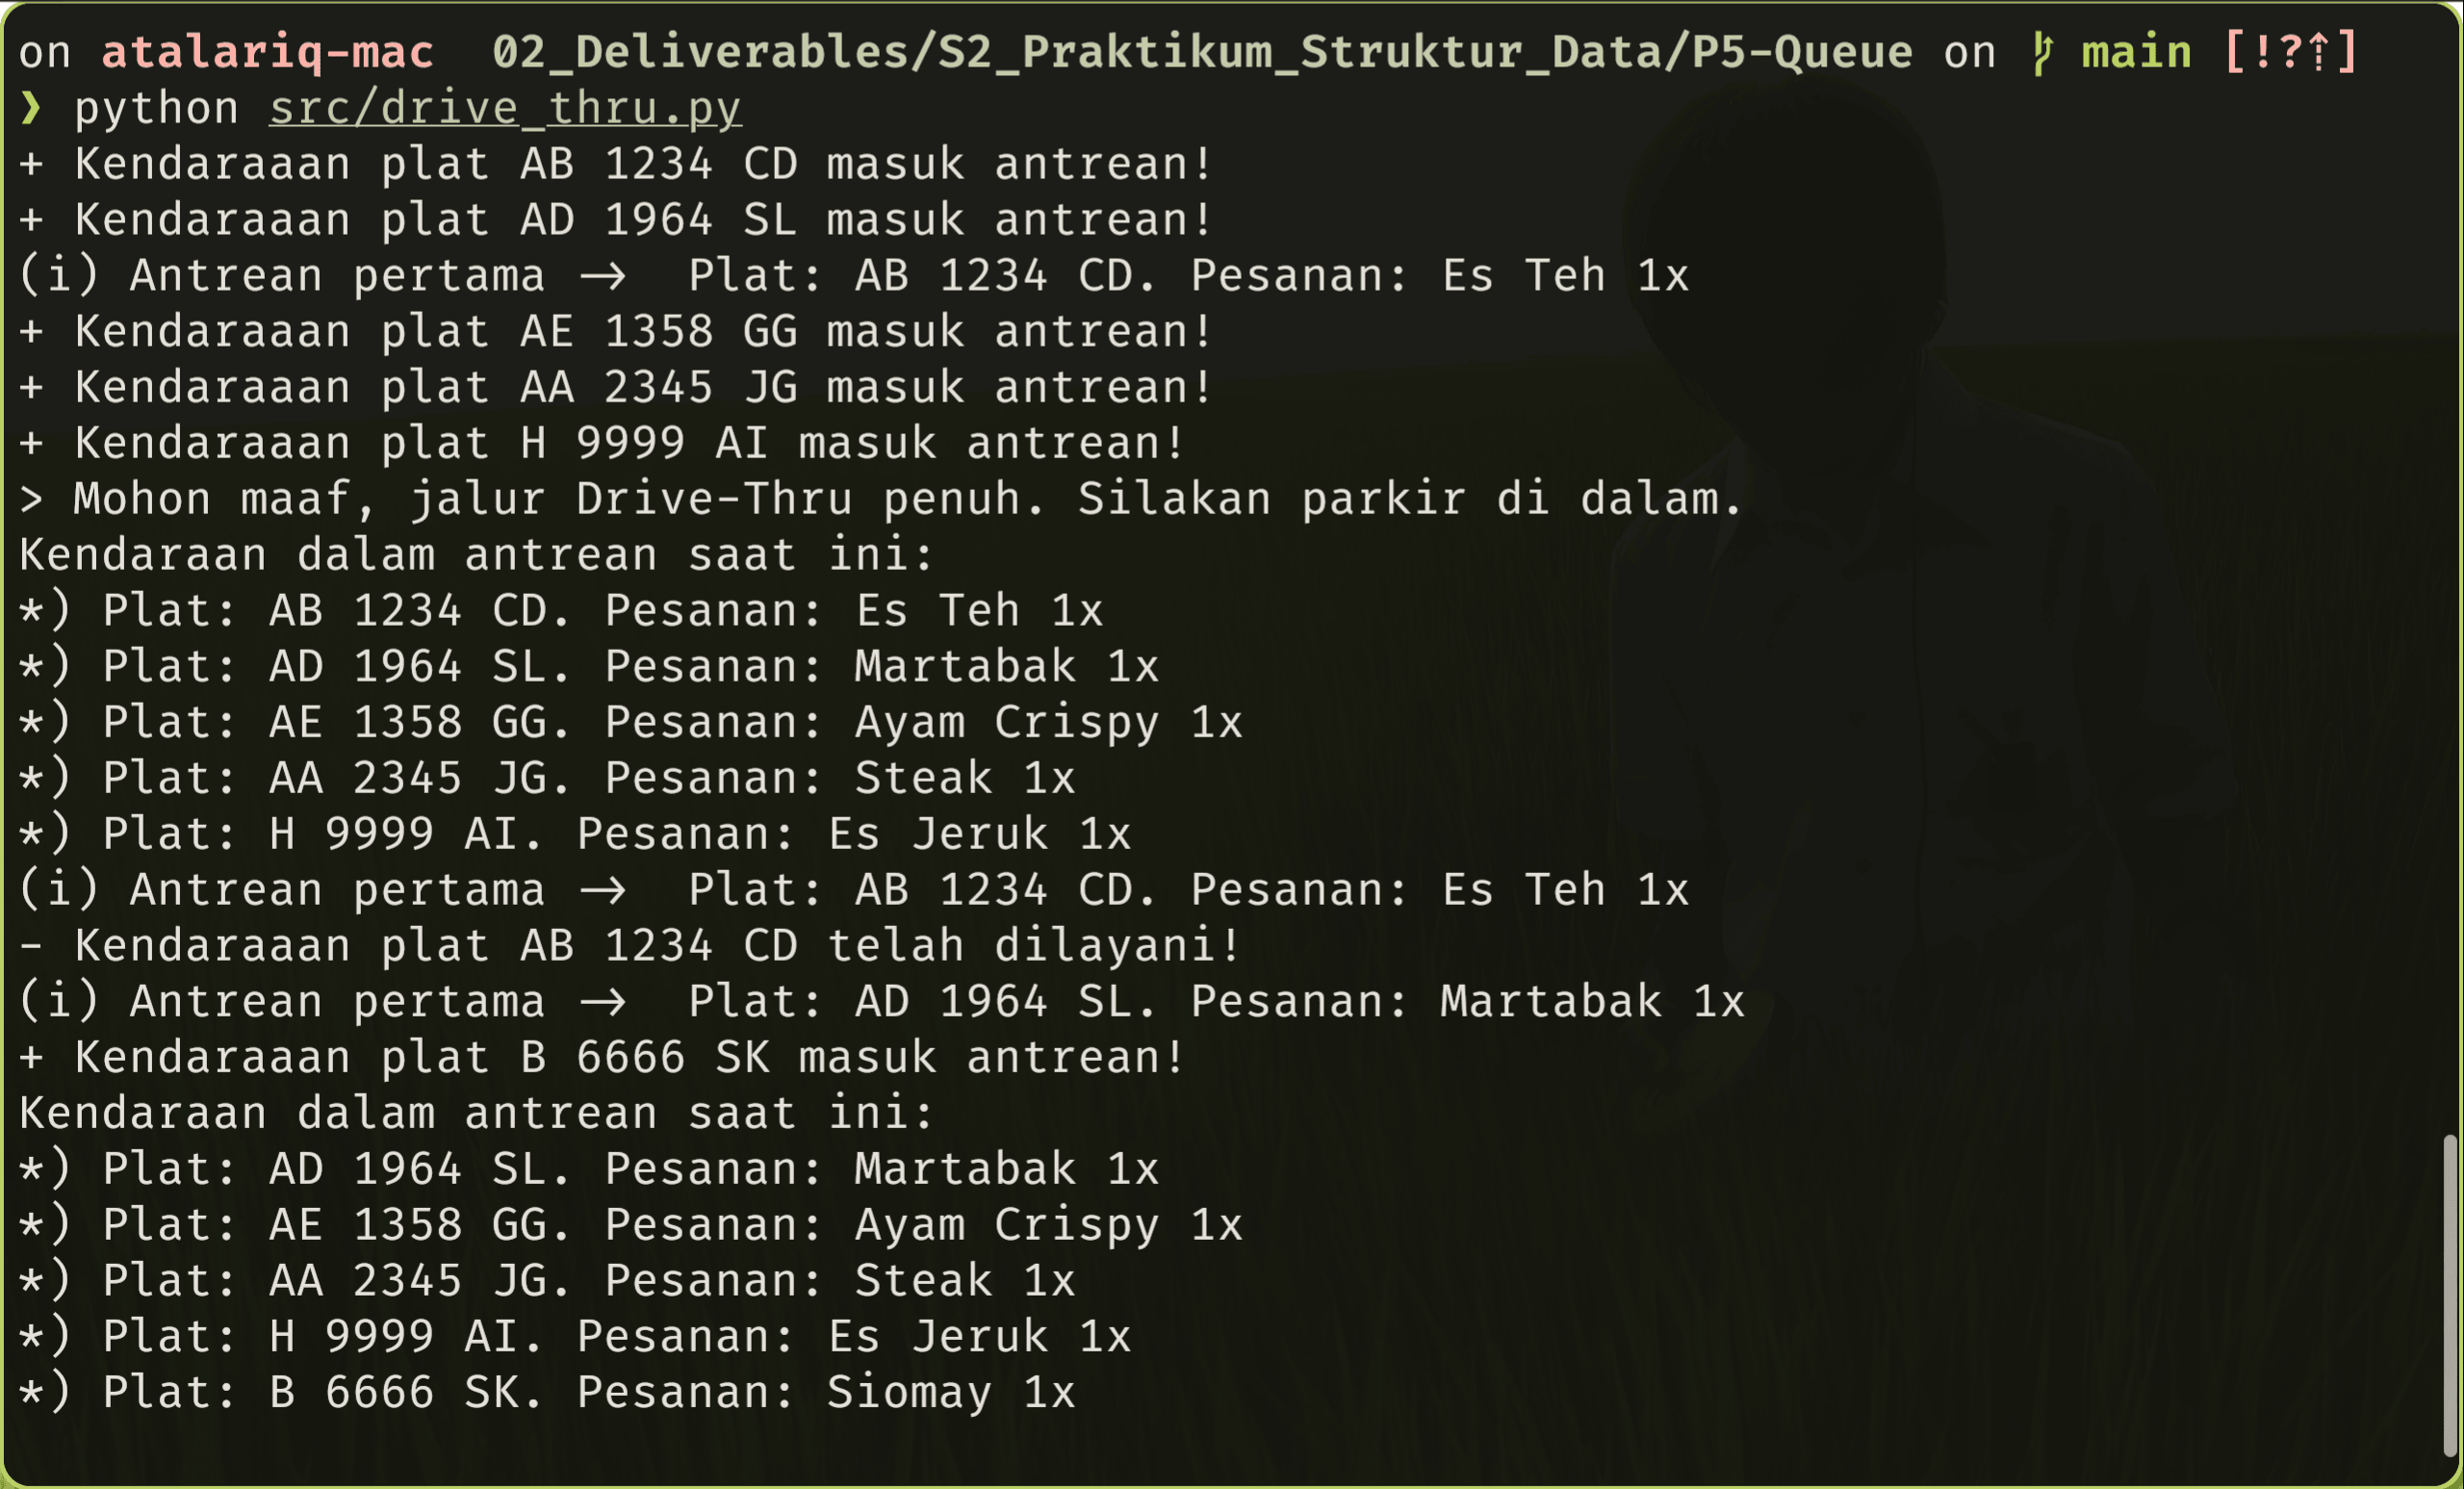 on atalariq-mac 02_Deliverables/S2_Praktikum_Struktur_Data/P5-Queue on main [!?⇡]
❯ python src/drive_thru.py
+ Kendaraaan plat AB 1234 CD masuk antrean!
+ Kendaraaan plat AD 1964 SL masuk antrean!
(i) Antrean pertama -> Plat: AB 1234 CD. Pesanan: Es Teh 1x
+ Kendaraaan plat AE 1358 GG masuk antrean!
+ Kendaraaan plat AA 2345 JG masuk antrean!
+ Kendaraaan plat H 9999 AI masuk antrean!
> Mohon maaf, jalur Drive-Thru penuh. Silakan parkir di dalam.
Kendaraan dalam antrean saat ini:
*) Plat: AB 1234 CD. Pesanan: Es Teh 1x
*) Plat: AD 1964 SL. Pesanan: Martabak 1x
*) Plat: AE 1358 GG. Pesanan: Ayam Crispy 1x
*) Plat: AA 2345 JG. Pesanan: Steak 1x
*) Plat: H 9999 AI. Pesanan: Es Jeruk 1x
(i) Antrean pertama -> Plat: AB 1234 CD. Pesanan: Es Teh 1x
- Kendaraaan plat AB 1234 CD telah dilayani!
(i) Antrean pertama -> Plat: AD 1964 SL. Pesanan: Martabak 1x
+ Kendaraaan plat B 6666 SK masuk antrean!
Kendaraan dalam antrean saat ini:
*) Plat: AD 1964 SL. Pesanan: Martabak 1x
*) Plat: AE 1358 GG. Pesanan: Ayam Crispy 1x
*) Plat: AA 2345 JG. Pesanan: Steak 1x
*) Plat: H 9999 AI. Pesanan: Es Jeruk 1x
*) Plat: B 6666 SK. Pesanan: Siomay 1x